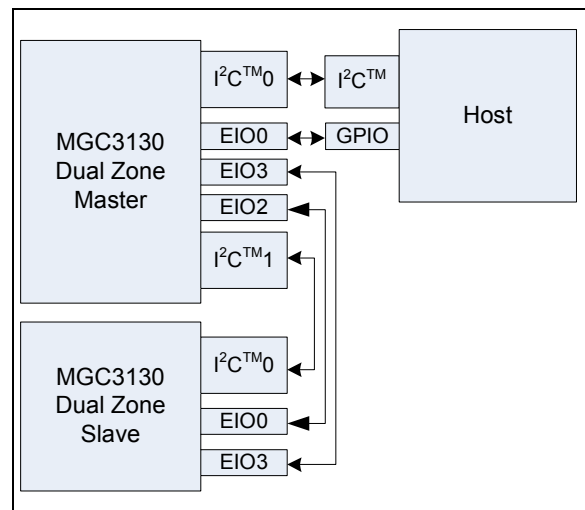 I²C™0
I²C™
Host
MGC3130
Dual Zone
Master
EIO0
GPIO
EIO3
EIO2
I²C™1
MGC3130
Dual Zone
Slave
I²C™0
EIO0
EIO3